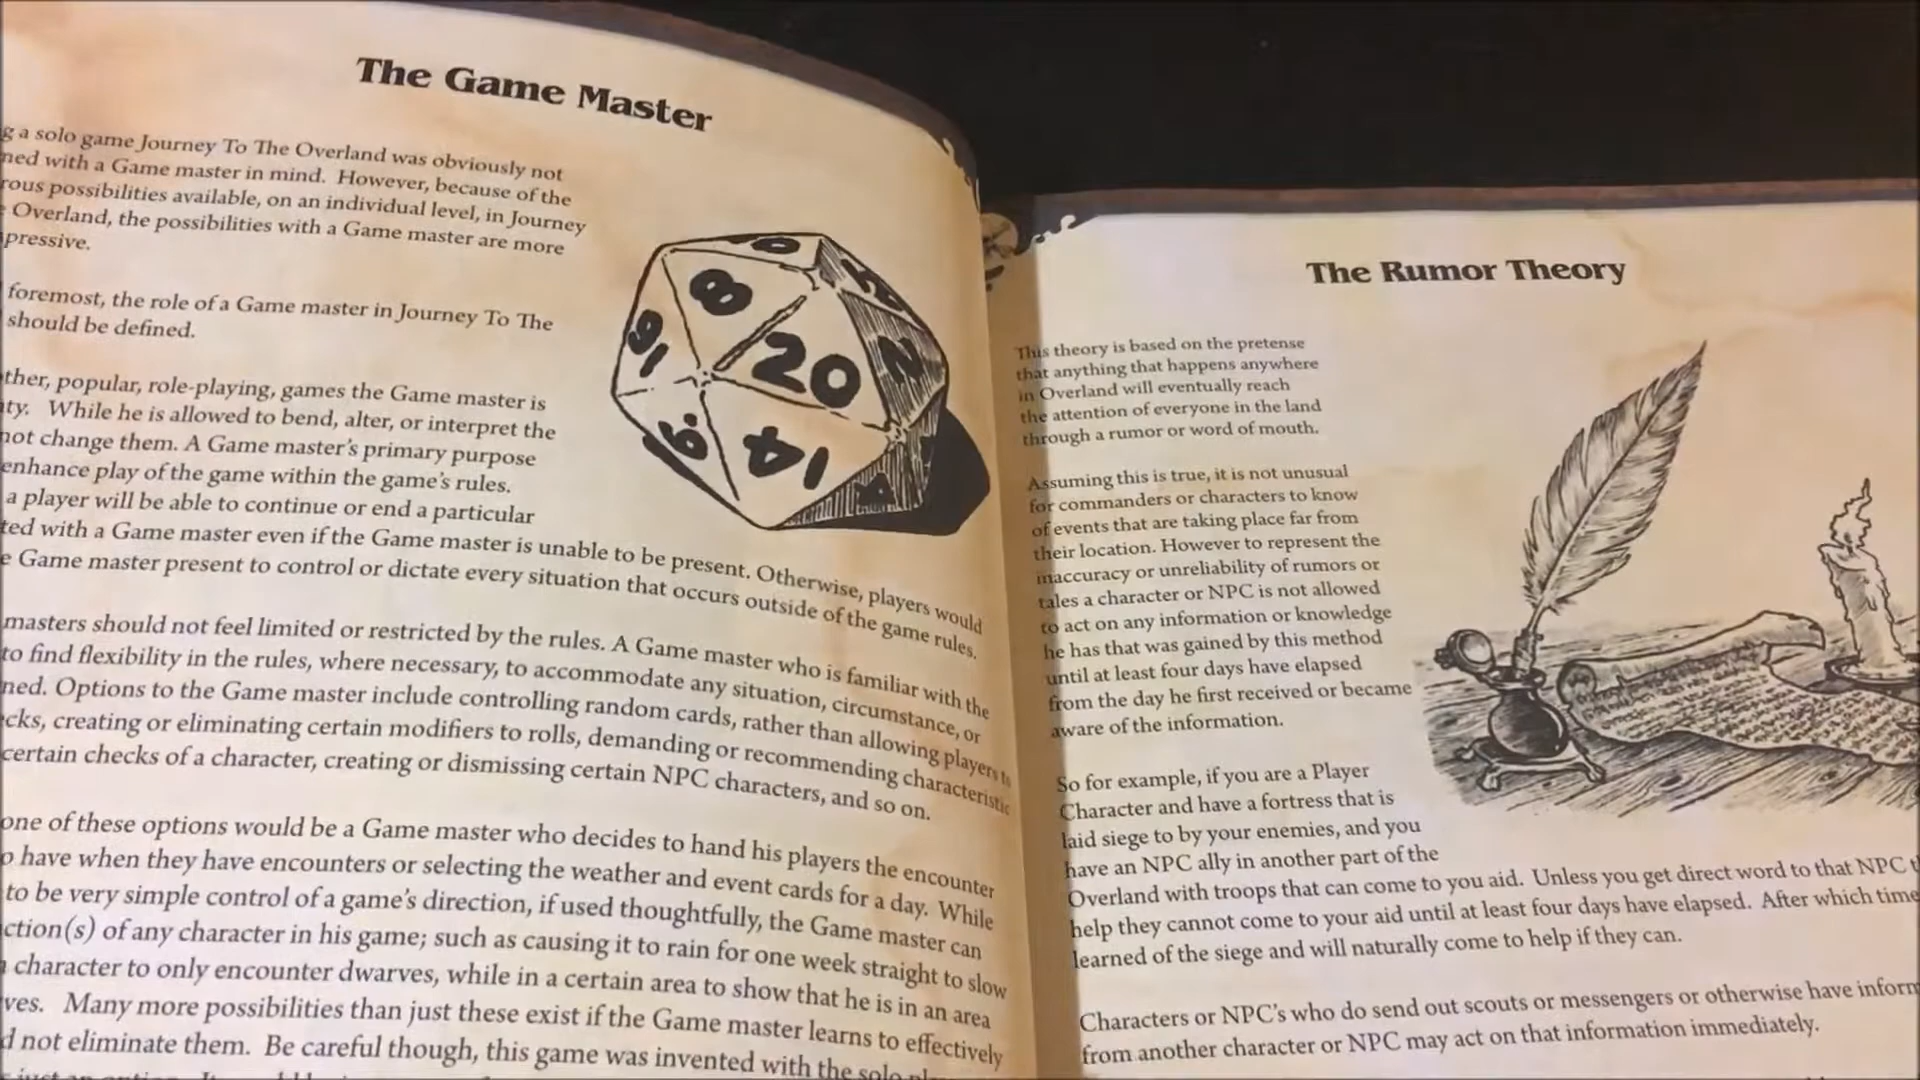 The Game Master
g a solo game Journey To The Overland was obviously not
ned with a Game master in mind. However, because of the
rous possibilities available, on an individual level, in Journey
Overland, the possibilities with a Game master are more
pressive.
foremost, the role of a Game master in Journey To The
should be defined.
ther, popular, role-playing, games the Game master is
ty. While he is allowed to bend, alter, or interpret the
not change them. A Game master's primary purpose
enhance play of the game within the game's rules.
a player will be able to continue or end a particular
ted with a Game master even if the Game master is unable to be present. Otherwise, players would
e Game master present to control or dictate every situation that occurs outside of the game rules.
masters should not feel limited or restricted by the rules. A Game master who is familiar with the
to find flexibility in the rules, where necessary, to accommodate any situation, circumstance, or
ned. Options to the Game master include controlling random cards, rather than allowing players to
cks, creating or eliminating certain modifiers to rolls, demanding or recommending characteristic
certain checks of a character, creating or dismissing certain NPC characters, and so on.
one of these options would be a Game master who decides to hand his players the encounter
o have when they have encounters or selecting the weather and event cards for a day. While
to be very simple control of a game's direction, if used thoughtfully, the Game master can
ction(s) of any character in his game; such as causing it to rain for one week straight to slow
character to only encounter dwarves, while in a certain area to show that he is in an area
ves. Many more possibilities than just these exist if the Game master learns to effectively
d not eliminate them. Be careful though, this game was invented with the solo
8
20
2
14
The Rumor Theory
This theory is based on the pretense
that anything that happens anywhere
in Overland will eventually reach
the attention of everyone in the land
through a rumor or word of mouth.
Assuming this is true, it is not unusual
for commanders or characters to know
of events that are taking place far from
their location. However to represent the
inaccuracy or unreliability of rumors or
tales a character or NPC is not allowed
to act on any information or knowledge
he has that was gained by this method
until at least four days have elapsed
from the day he first received or became
aware of the information.
So for example, if you are a Player
Character and have a fortress that is
laid siege to by your enemies, and you
have an NPC ally in another part of the
Overland with troops that can come to you aid. Unless you get direct word to that NPC t
help they cannot come to your aid until at least four days have elapsed. After which time
learned of the siege and will naturally come to help if they can.
Characters or NPC's who do send out scouts or messengers or otherwise have inform
from another character or NPC may act on that information immediately.